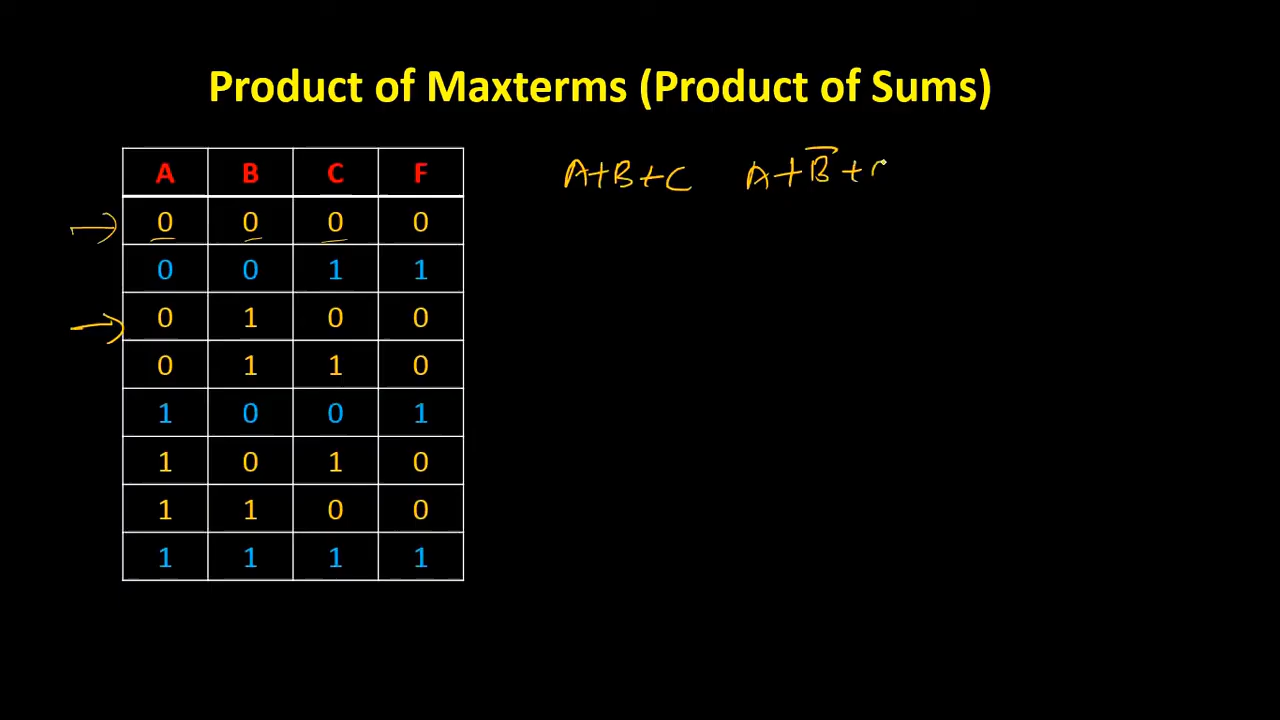 Product of Maxterms (Product of Sums)
A B C F
0 0 0 0
0 0 1 1
0 1 0 0
0 1 1 0
1 0 0 1
1 0 1 0
1 1 0 0
1 1 1 1
A+B+C A+B̅+